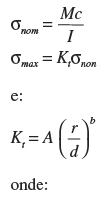 σnom = Mc/I
σmax = Ktσnon
e:
Kt = A (r/d)^b
onde: